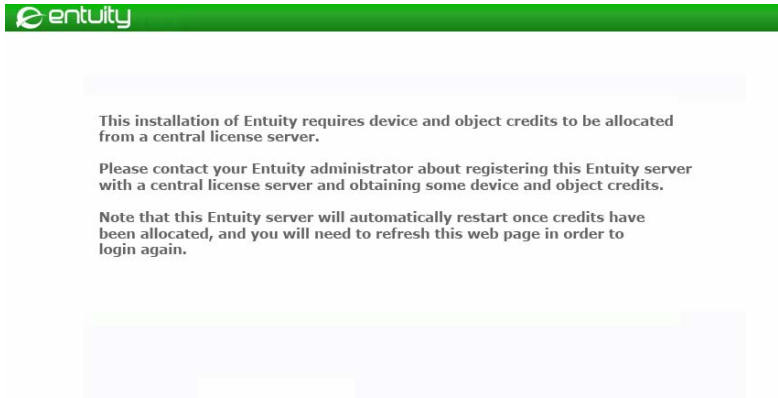 entuity
This installation of Entuity requires device and object credits to be allocated
from a central license server.
Please contact your Entuity administrator about registering this Entuity server
with a central license server and obtaining some device and object credits.
Note that this Entuity server will automatically restart once credits have
been allocated, and you will need to refresh this web page in order to
login again.